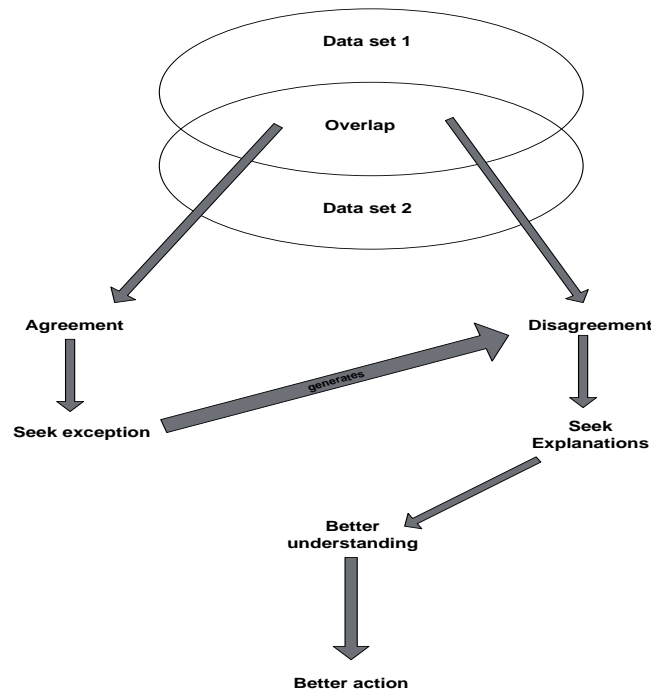 Data set 1
Overlap
Data set 2
Agreement
Disagreement
generates
Seek exception
Seek
Explanations
Better
understanding
Better action